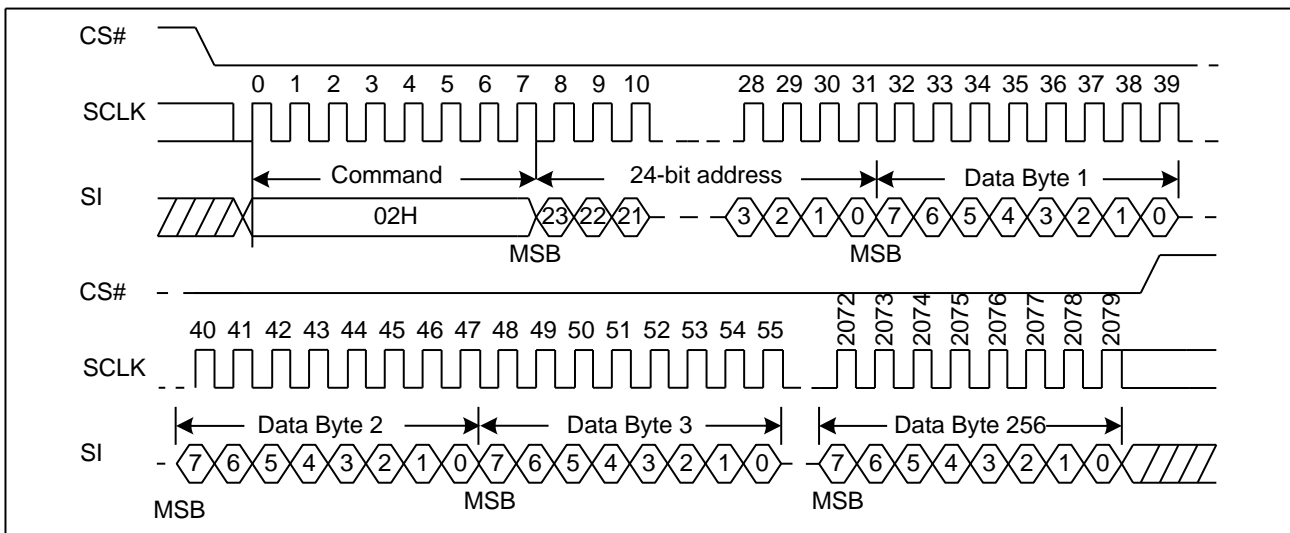 CS#
0 1 2 3 4 5 6 7 8 9 10 28 29 30 31 32 33 34 35 36 37 38 39
SCLK
Command 24-bit address Data Byte 1
SI
02H 23 22 21 3 2 1 0 7 6 5 4 3 2 1 0
MSB MSB
CS#
40 41 42 43 44 45 46 47 48 49 50 51 52 53 54 55 2072 2073 2074 2075 2076 2077 2078 2079
SCLK
Data Byte 2 Data Byte 3 Data Byte 256
SI
7 6 5 4 3 2 1 0 7 6 5 4 3 2 1 0 7 6 5 4 3 2 1 0
MSB MSB MSB